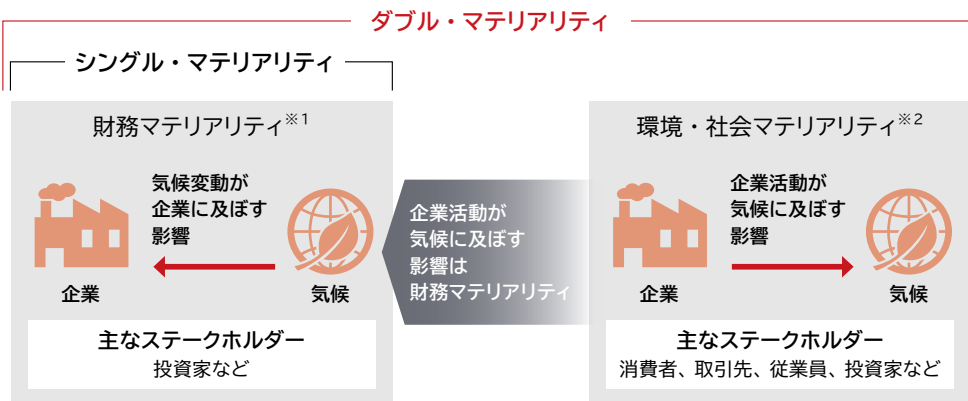 ダブル・マテリアリティ
シングル・マテリアリティ
財務マテリアリティ※1
気候変動が
企業に及ぼす
影響
企業
気候
主なステークホルダー
投資家など
企業活動が
気候に及ぼす
影響は
財務マテリアリティ
環境・社会マテリアリティ※2
企業活動が
気候に及ぼす
影響
企業
気候
主なステークホルダー
消費者、取引先、従業員、投資家など